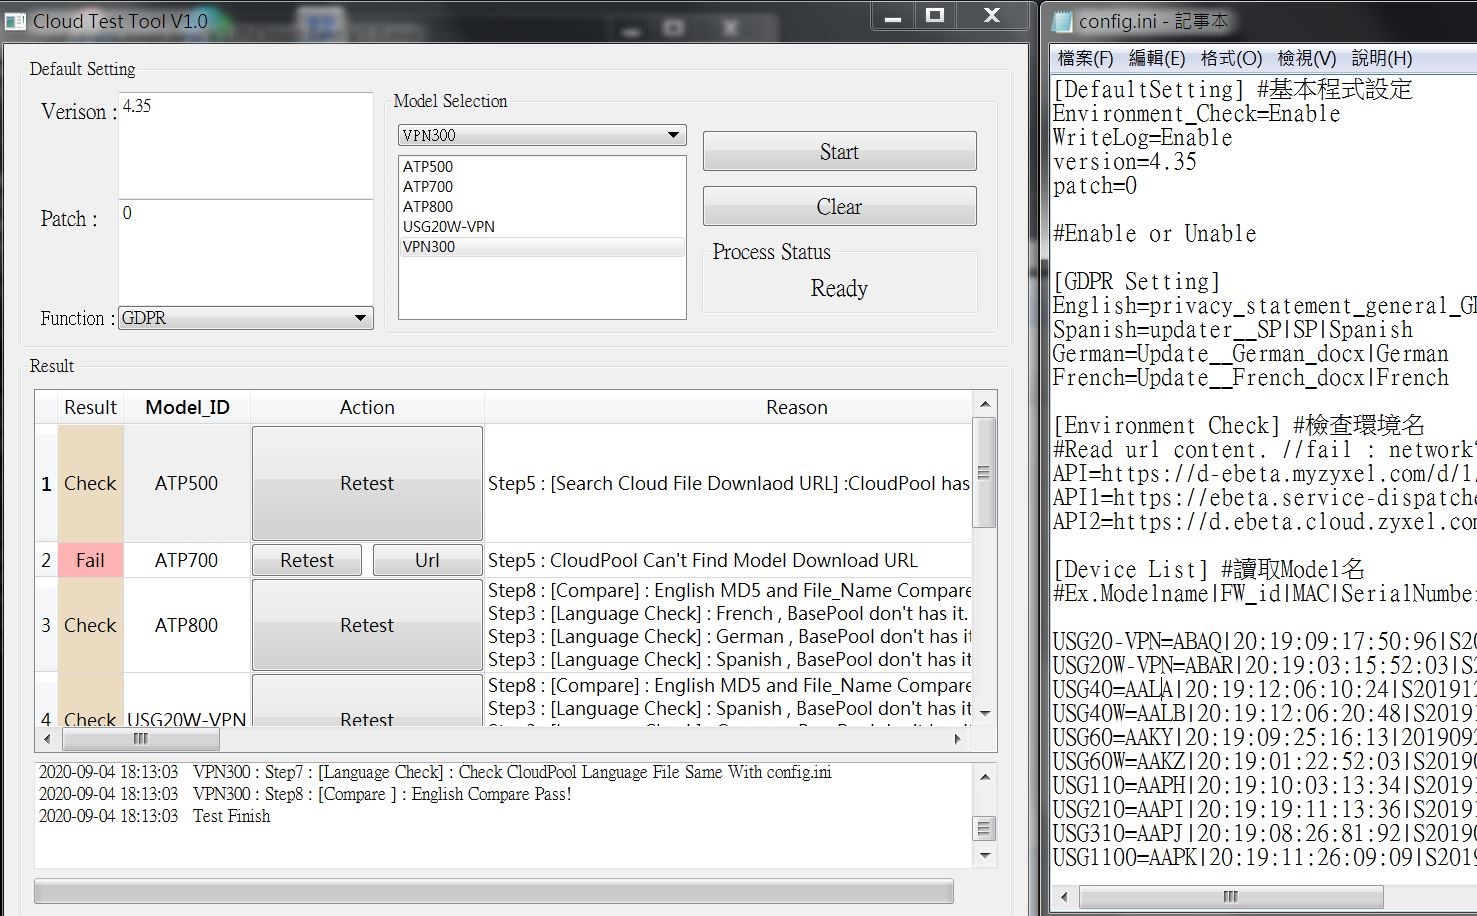 Cloud Test Tool V1.0
Default Setting
Verison : 4.35
Patch : 0
Function : GDPR
Model Selection
VPN300
ATP500
ATP700
ATP800
USG20W-VPN
VPN300
Start
Clear
Process Status
Ready
Result
Result Model_ID Action Reason
1 Check ATP500 Retest Step5 : [Search Cloud File Downlaod URL] :CloudPool has
2 Fail ATP700 Retest Url Step5 : CloudPool Can't Find Model Download URL
3 Check ATP800 Retest
Step8 : [Compare] : English MD5 and File_Name Compare
Step3 : [Language Check] : French , BasePool don't has it.
Step3 : [Language Check] : German , BasePool don't has it
Step3 : [Language Check] : Spanish , BasePool don't has it
4 Check USG20W-VPN Retest
Step8 : [Compare] : English MD5 and File_Name Compare
Step3 : [Language Check] : Spanish , BasePool don't has it
2020-09-04 18:13:03 VPN300 : Step7 : [Language Check] : Check CloudPool Language File Same With config.ini
2020-09-04 18:13:03 VPN300 : Step8 : [Compare ] : English Compare Pass!
2020-09-04 18:13:03 Test Finish
config.ini - 記事本
檔案(F) 編輯(E) 格式(O) 檢視(V) 說明(H)
[DefaultSetting] #基本程式設定
Environment_Check=Enable
WriteLog=Enable
version=4.35
patch=0
#Enable or Unable
[GDPR Setting]
English=privacy_statement_general_GD
Spanish=updater__SP|SP|Spanish
German=Update__German_docx|German
French=Update__French_docx|French
[Environment Check] #檢查環境名
#Read url content. //fail : network
API=https://d-ebeta.myzyxel.com/d/1/
API1=https://ebeta.service-dispatche
API2=https://d.ebeta.cloud.zyxel.com
[Device List] #讀取Model名
#Ex.Modelname|FW_id|MAC|SerialNumber
USG20-VPN=ABAQ|20:19:09:17:50:96|S20
USG20W-VPN=ABAR|20:19:03:15:52:03|S2
USG40=AALA|20:19:12:06:10:24|S201912
USG40W=AALB|20:19:12:06:20:48|S20191
USG60=AAKY|20:19:09:25:16:13|201909
USG60W=AAKZ|20:19:01:22:52:03|S20190
USG110=AAPH|20:19:10:03:13:34|S20191
USG210=AAPI|20:19:19:11:13:36|S20191
USG310=AAPJ|20:19:08:26:81:92|S20190
USG1100=AAPK|20:19:11:26:09:09|S2019